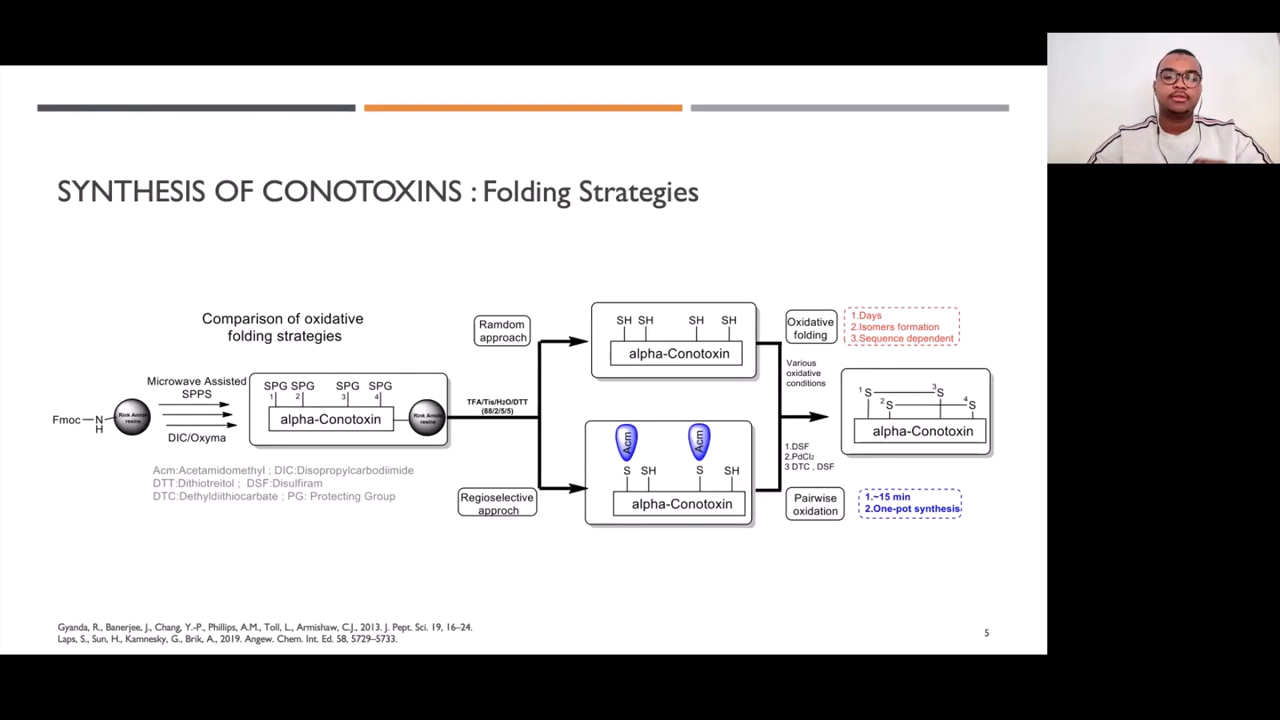 SYNTHESIS OF CONOTOXINS : Folding Strategies
Comparison of oxidative
folding strategies
Microwave Assisted
SPPS
Fmoc
N
H
Rink Amide
resine
DIC/Oxyma
SPG SPG SPG SPG
1 2 3 4
alpha-Conotoxin
Rink Amide
resine
Acm:Acetamidomethyl ; DIC:Disopropylcarbodiimide
DTT:Dithiotreitol ; DSF:Disulfiram
DTC:Dethyldiithiocarbate ; PG: Protecting Group
TFA/Tis/H2O/DTT
(88/2/5/5)
Ramdom
approach
SH SH SH SH
alpha-Conotoxin
Regioselective
approch
Acm Acm
S SH S SH
alpha-Conotoxin
Oxidative
folding
1.Days
2.Isomers formation
3.Sequence dependent
Various
oxidative
conditions
1.DSF
2.PdCl2
3 DTC , DSF
Pairwise
oxidation
1.~15 min
2.One-pot synthesis
1 S 3 S
2 S 4 S
alpha-Conotoxin
Gyanda, R., Banerjee, J., Chang, Y.-P., Phillips, A.M., Toll, L., Armishaw, C.J., 2013. J. Pept. Sci. 19, 16–24.
Laps, S., Sun, H., Kamnesky, G., Brik, A., 2019. Angew. Chem. Int. Ed. 58, 5729–5733.
5